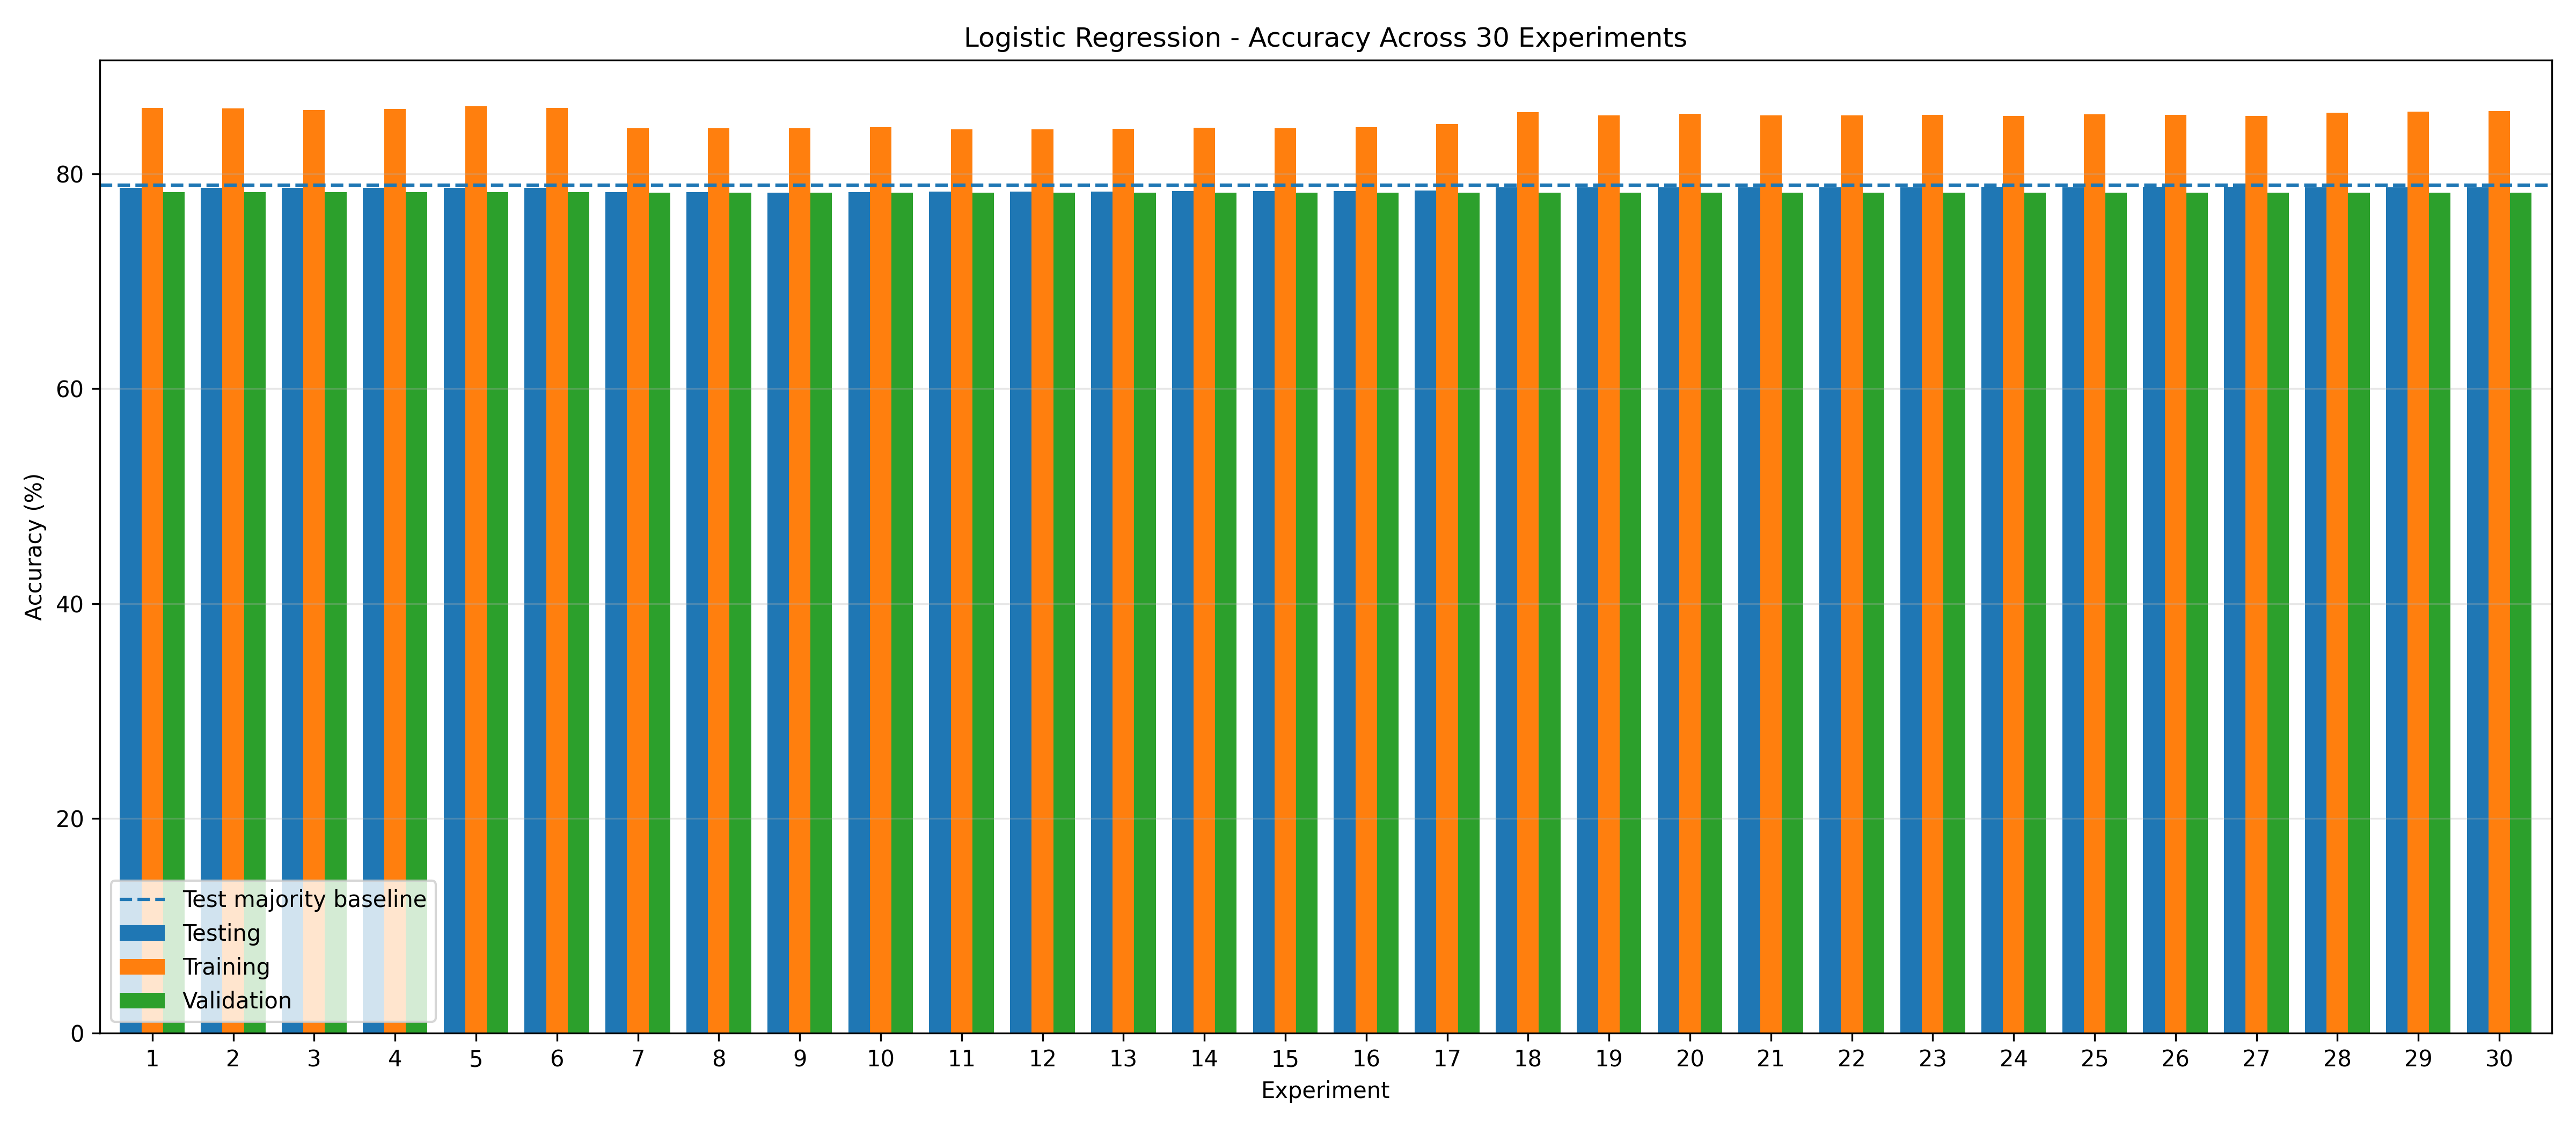 Logistic Regression - Accuracy Across 30 Experiments
Accuracy (%)
80
60
40
20
0
Test majority baseline
Testing
Training
Validation
1 2 3 4 5 6 7 8 9 10 11 12 13 14 15 16 17 18 19 20 21 22 23 24 25 26 27 28 29 30
Experiment